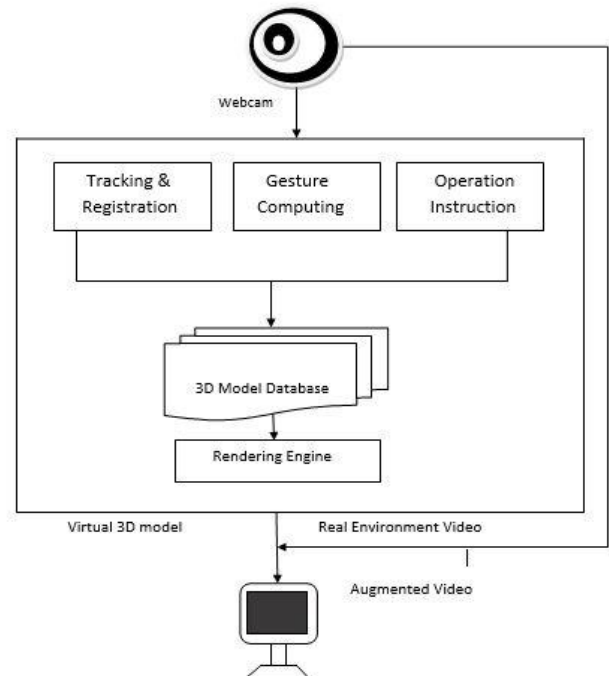 Webcam
Tracking &
Registration
Gesture
Computing
Operation
Instruction
3D Model Database
Rendering Engine
Virtual 3D model
Real Environment Video
Augmented Video